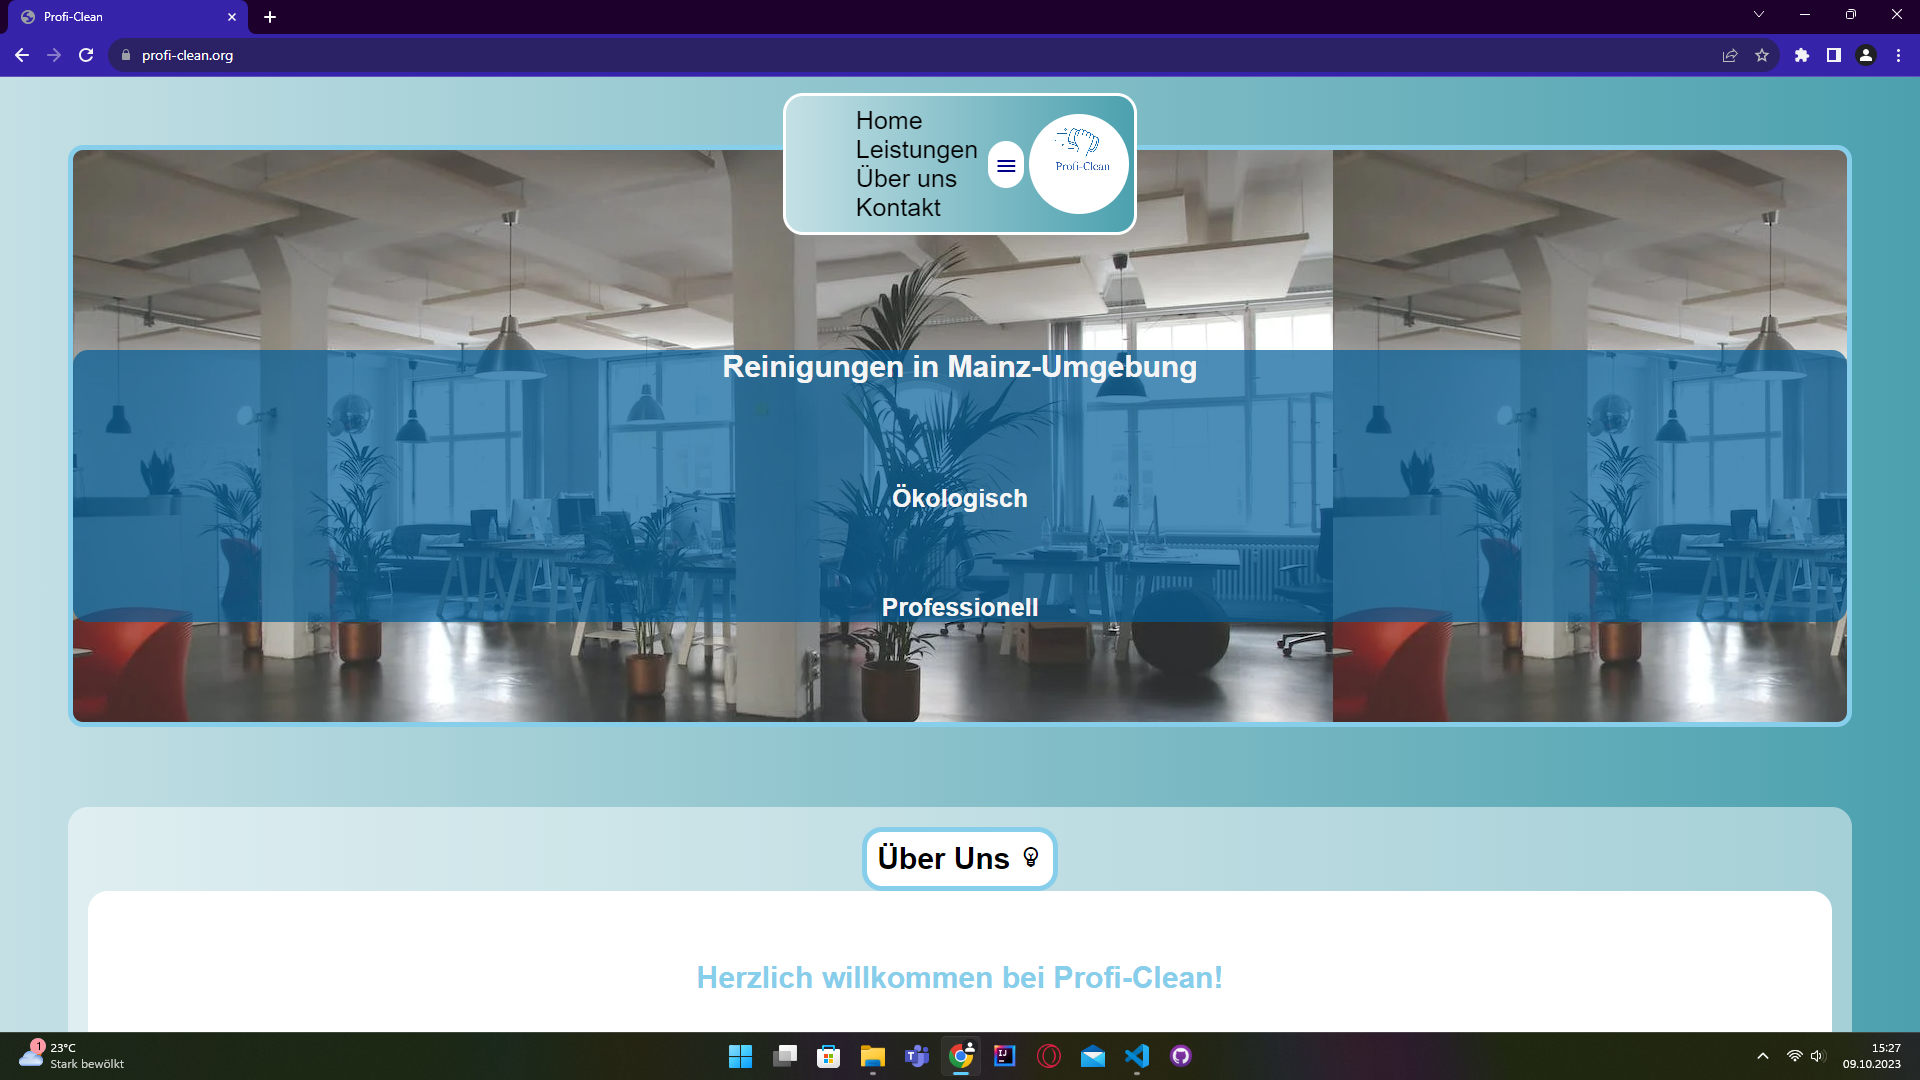 Profi-Clean
profi-clean.org
Home
Leistungen
Über uns
Kontakt
Profi-Clean
Reinigungen in Mainz-Umgebung
Ökologisch
Professionell
Über Uns
Herzlich willkommen bei Profi-Clean!
1
23°C
Stark bewölkt
15:27
09.10.2023